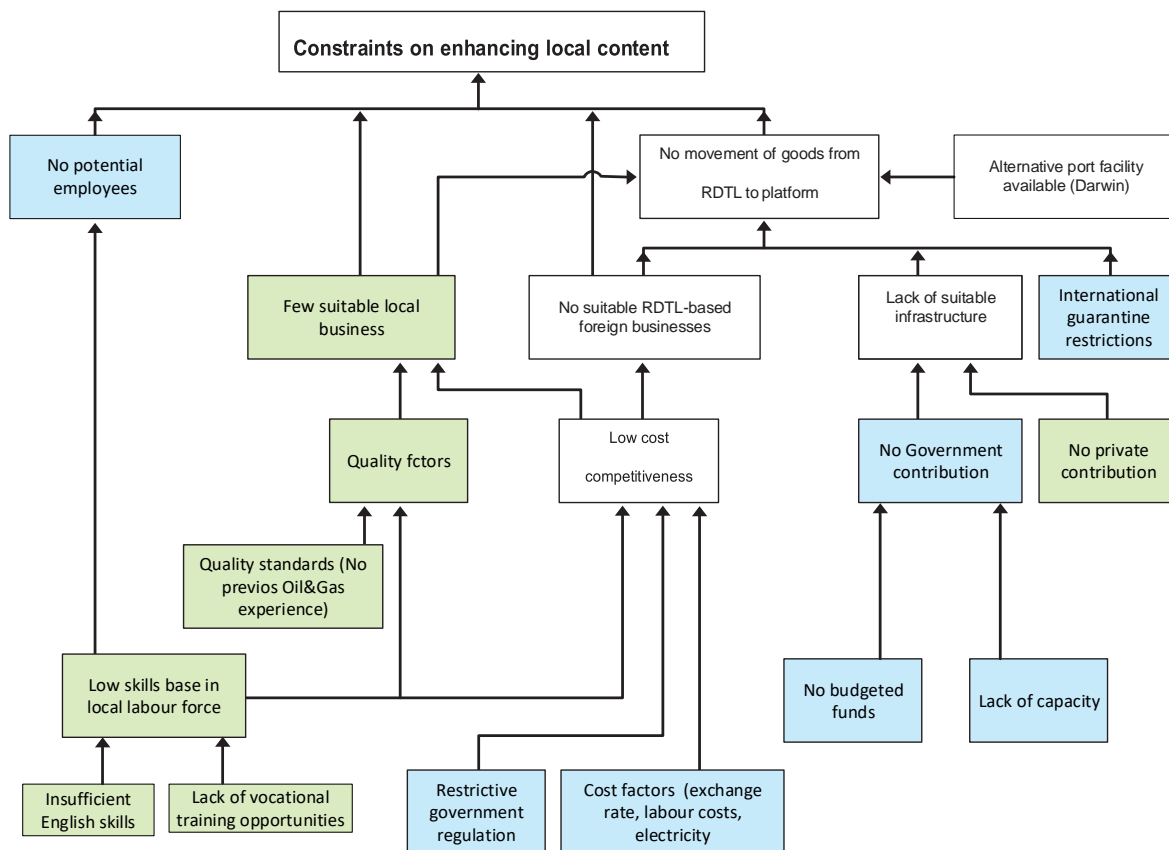 Constraints on enhancing local content
No potential
employees
No movement of goods from
RDTL to platform
Alternative port facility
available (Darwin)
Few suitable local
business
No suitable RDTL-based
foreign businesses
Lack of suitable
infrastructure
International
guarantine
restrictions
Quality fctors
Low cost
competitiveness
No Government
contribution
No private
contribution
Quality standards (No
previos Oil&Gas
experience)
Low skills base in
local labour force
No budgeted
funds
Lack of capacity
Insufficient
English skills
Lack of vocational
training opportunities
Restrictive
government
regulation
Cost factors (exchange
rate, labour costs,
electricity